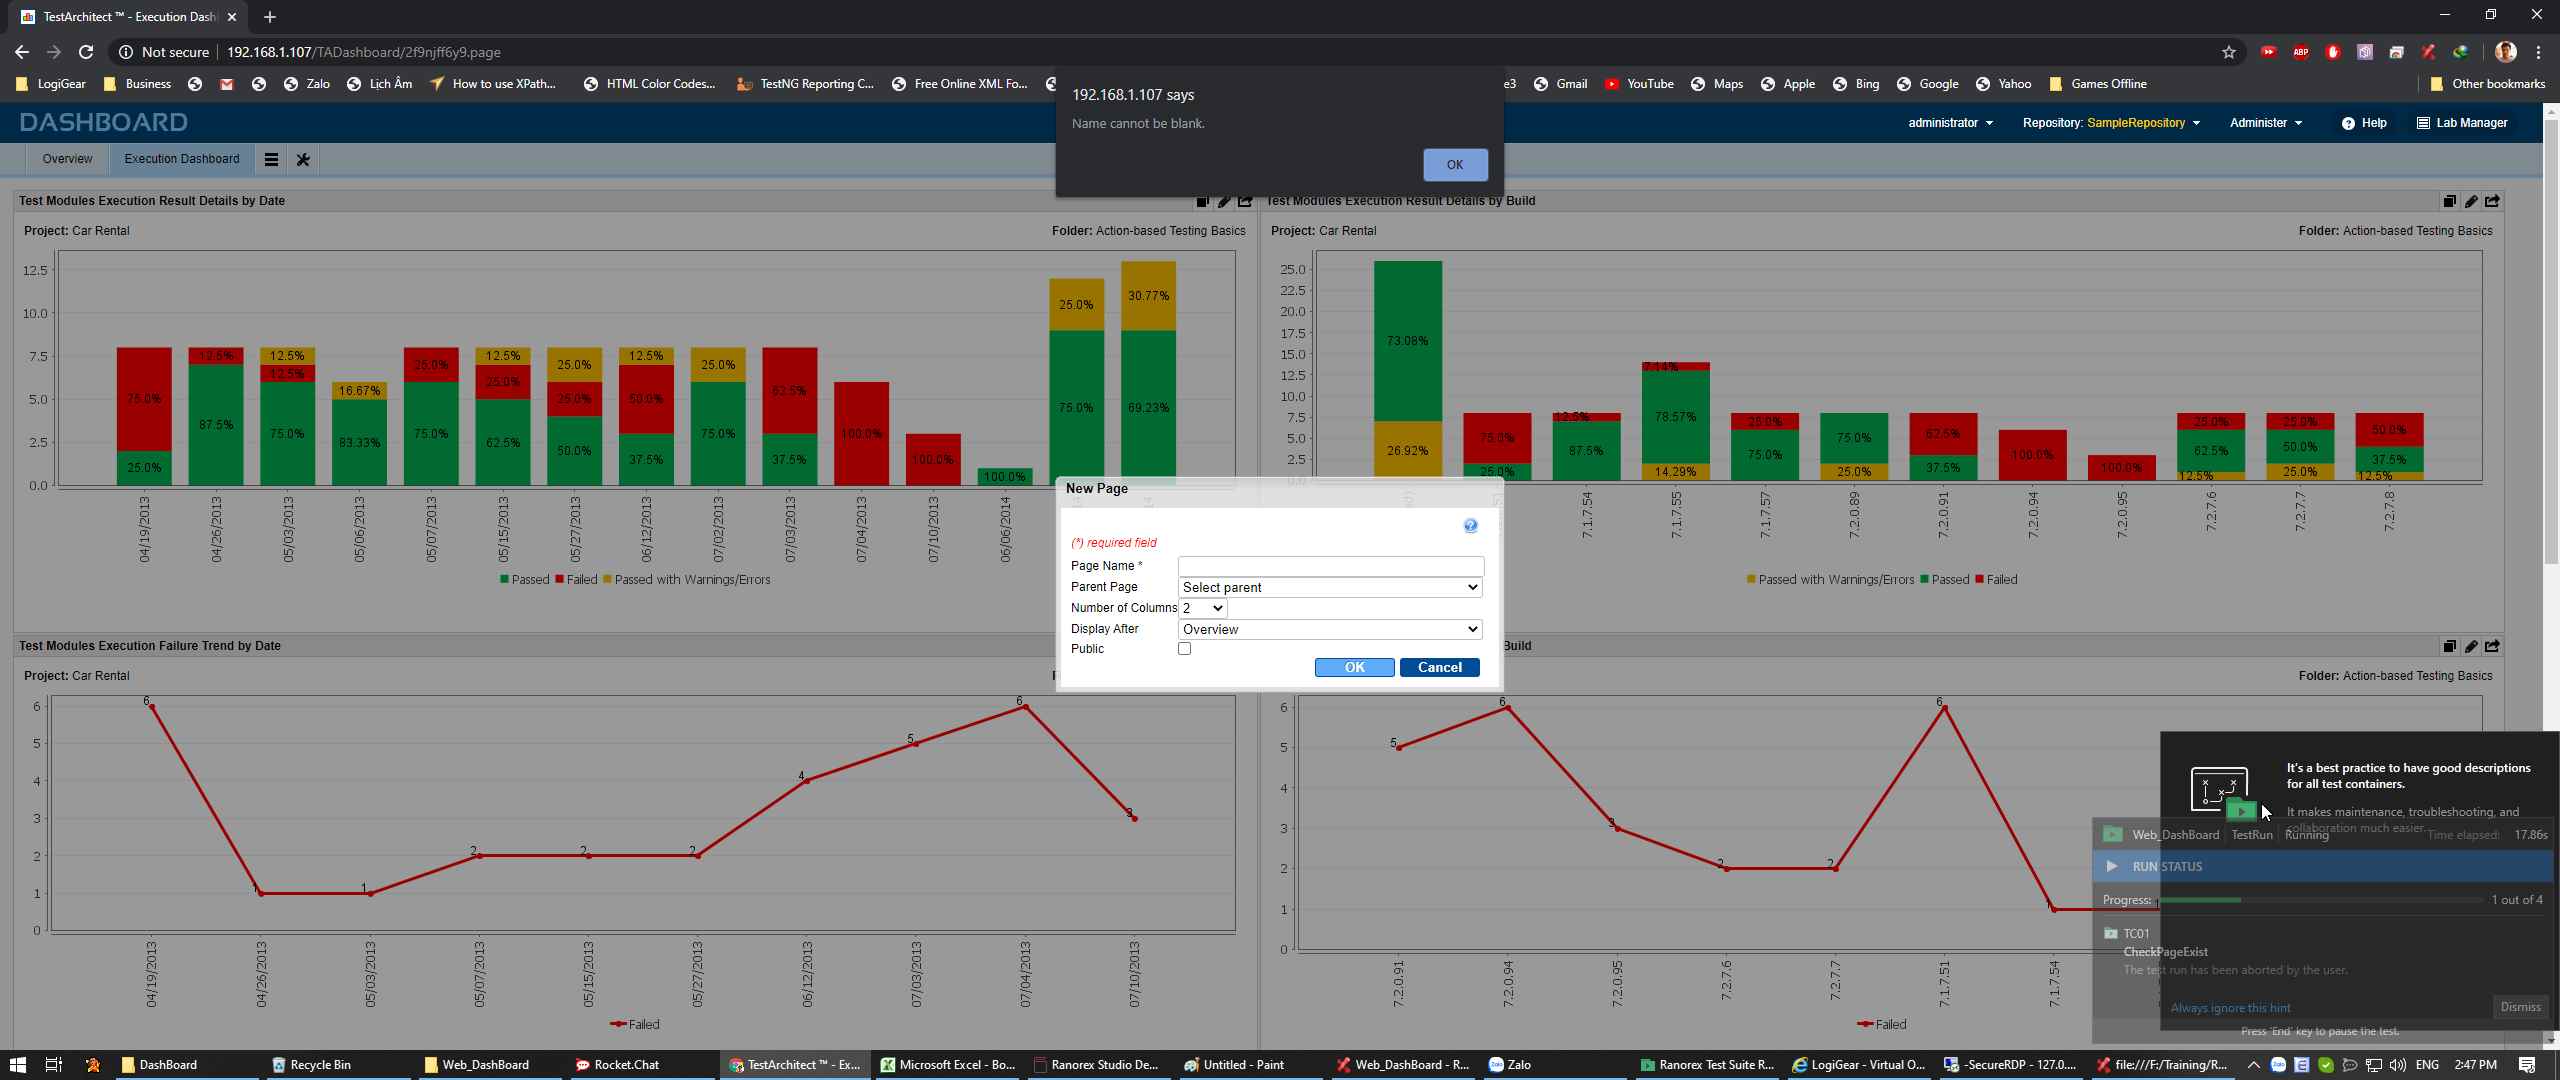 TestArchitect ™ - Execution Dash
Not secure
192.168.1.107/TADashboard/2f9njff6y9.page
LogiGear
Business
Zalo
Lịch Âm
How to use XPath...
HTML Color Codes...
TestNG Reporting C...
Free Online XML Fo...
e3
Gmail
YouTube
Maps
Apple
Bing
Google
Yahoo
Games Offline
Other bookmarks
192.168.1.107 says
Name cannot be blank.
OK
DASHBOARD
administrator
Repository: SampleRepository
Administer
Help
Lab Manager
Overview
Execution Dashboard
Test Modules Execution Result Details by Date
Project: Car Rental
Folder: Action-based Testing Basics
12.5
10.0
7.5
5.0
2.5
0.0
75.0%
25.0%
12.5%
87.5%
12.5%
12.5%
75.0%
16.67%
83.33%
25.0%
75.0%
12.5%
25.0%
62.5%
25.0%
25.0%
50.0%
12.5%
50.0%
37.5%
25.0%
75.0%
62.5%
37.5%
100.0%
100.0%
100.0%
25.0%
75.0%
30.77%
69.23%
04/19/2013
04/26/2013
05/03/2013
05/06/2013
05/07/2013
05/15/2013
05/27/2013
06/12/2013
07/02/2013
07/03/2013
07/04/2013
07/10/2013
06/06/2014
Passed
Failed
Passed with Warnings/Errors
Test Modules Execution Result Details by Build
Project: Car Rental
Folder: Action-based Testing Basics
25.0
22.5
20.0
17.5
15.0
12.5
10.0
7.5
5.0
2.5
73.08%
26.92%
75.0%
25.0%
12.5%
87.5%
7.14%
78.57%
14.29%
25.0%
75.0%
75.0%
25.0%
62.5%
37.5%
100.0%
100.0%
25.0%
62.5%
12.5%
25.0%
50.0%
25.0%
50.0%
37.5%
12.5%
7.1.7.54
7.1.7.55
7.1.7.57
7.2.0.89
7.2.0.91
7.2.0.94
7.2.0.95
7.2.7.6
7.2.7.7
7.2.7.8
Passed with Warnings/Errors
Passed
Failed
New Page
(*) required field
Page Name *
Parent Page
Select parent
Number of Columns
2
Display After
Overview
Public
OK
Cancel
Test Modules Execution Failure Trend by Date
Project: Car Rental
6
5
4
3
2
1
0
6
1
1
2
2
2
4
5
6
3
04/19/2013
04/26/2013
05/03/2013
05/07/2013
05/15/2013
05/27/2013
06/12/2013
07/03/2013
07/04/2013
07/10/2013
Failed
Build
Folder: Action-based Testing Basics
6
5
4
3
2
1
0
5
6
3
2
2
6
1
1
7.2.0.91
7.2.0.94
7.2.0.95
7.2.7.6
7.2.7.7
7.1.7.51
7.1.7.54
Failed
It's a best practice to have good descriptions
for all test containers.
It makes maintenance, troubleshooting, and
collaboration much easier.
Web_DashBoard
TestRun
Running
Time elapsed:
17.86s
RUN STATUS
Progress:
1 out of 4
TC01
CheckPageExist
The test run has been aborted by the user.
Always ignore this hint
Dismiss
Press 'End' key to pause the test.
DashBoard
Recycle Bin
Web_DashBoard
Rocket.Chat
TestArchitect ™ - Ex...
Microsoft Excel - Bo...
Ranorex Studio De...
Untitled - Paint
Web_DashBoard - R...
Zalo
Ranorex Test Suite R...
LogiGear - Virtual O...
-SecureRDP - 127.0....
file:///F:/Training/R...
ENG
2:47 PM